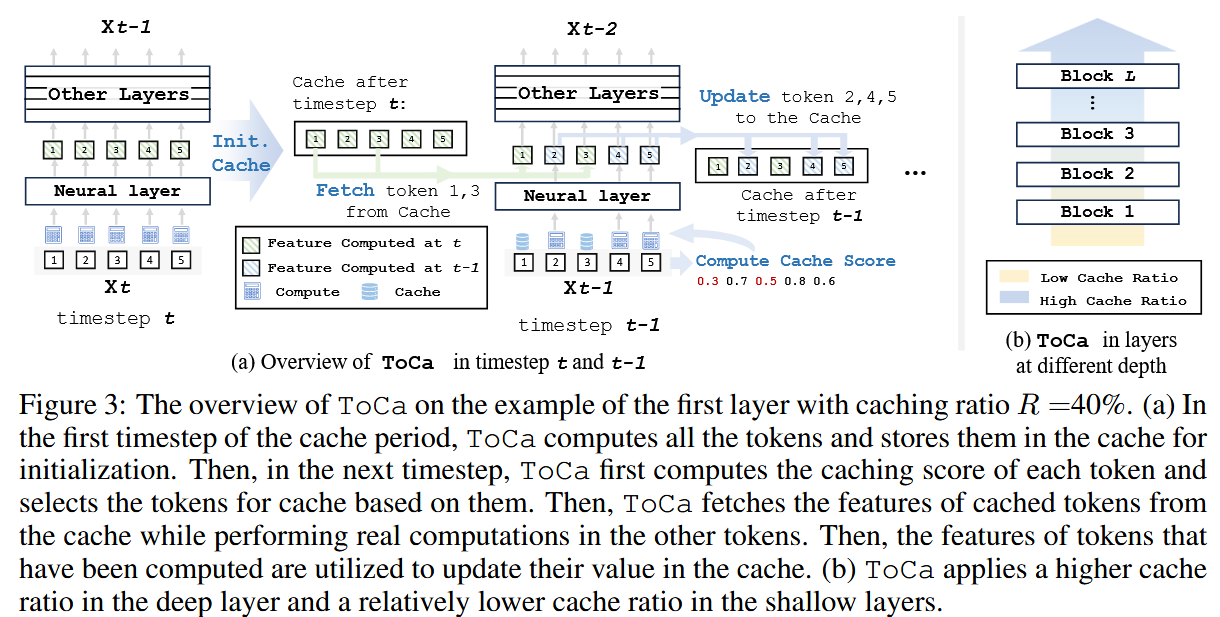 Xt-1
Other Layers
1 2 3 4 5
Neural layer
1 2 3 4 5
Xt
timestep t
Init.
Cache
Cache after
timestep t:
1 2 3 4 5
Fetch token 1,3
from Cache
Feature Computed at t
Feature Computed at t-1
Compute
Cache
Xt-2
Other Layers
1 2 3 4 5
Neural layer
1 2 3 4 5
Xt-1
timestep t-1
Update token 2,4,5
to the Cache
1 2 3 4 5
Cache after
timestep t-1
...
Compute Cache Score
0.3 0.7 0.5 0.8 0.6
(a) Overview of ToCa in timestep t and t-1
Block L
⋮
Block 3
Block 2
Block 1
Low Cache Ratio
High Cache Ratio
(b) ToCa in layers
at different depth
Figure 3: The overview of ToCa on the example of the first layer with caching ratio R =40%. (a) In
the first timestep of the cache period, ToCa computes all the tokens and stores them in the cache for
initialization. Then, in the next timestep, ToCa first computes the caching score of each token and
selects the tokens for cache based on them. Then, ToCa fetches the features of cached tokens from
the cache while performing real computations in the other tokens. Then, the features of tokens that
have been computed are utilized to update their value in the cache. (b) ToCa applies a higher cache
ratio in the deep layer and a relatively lower cache ratio in the shallow layers.